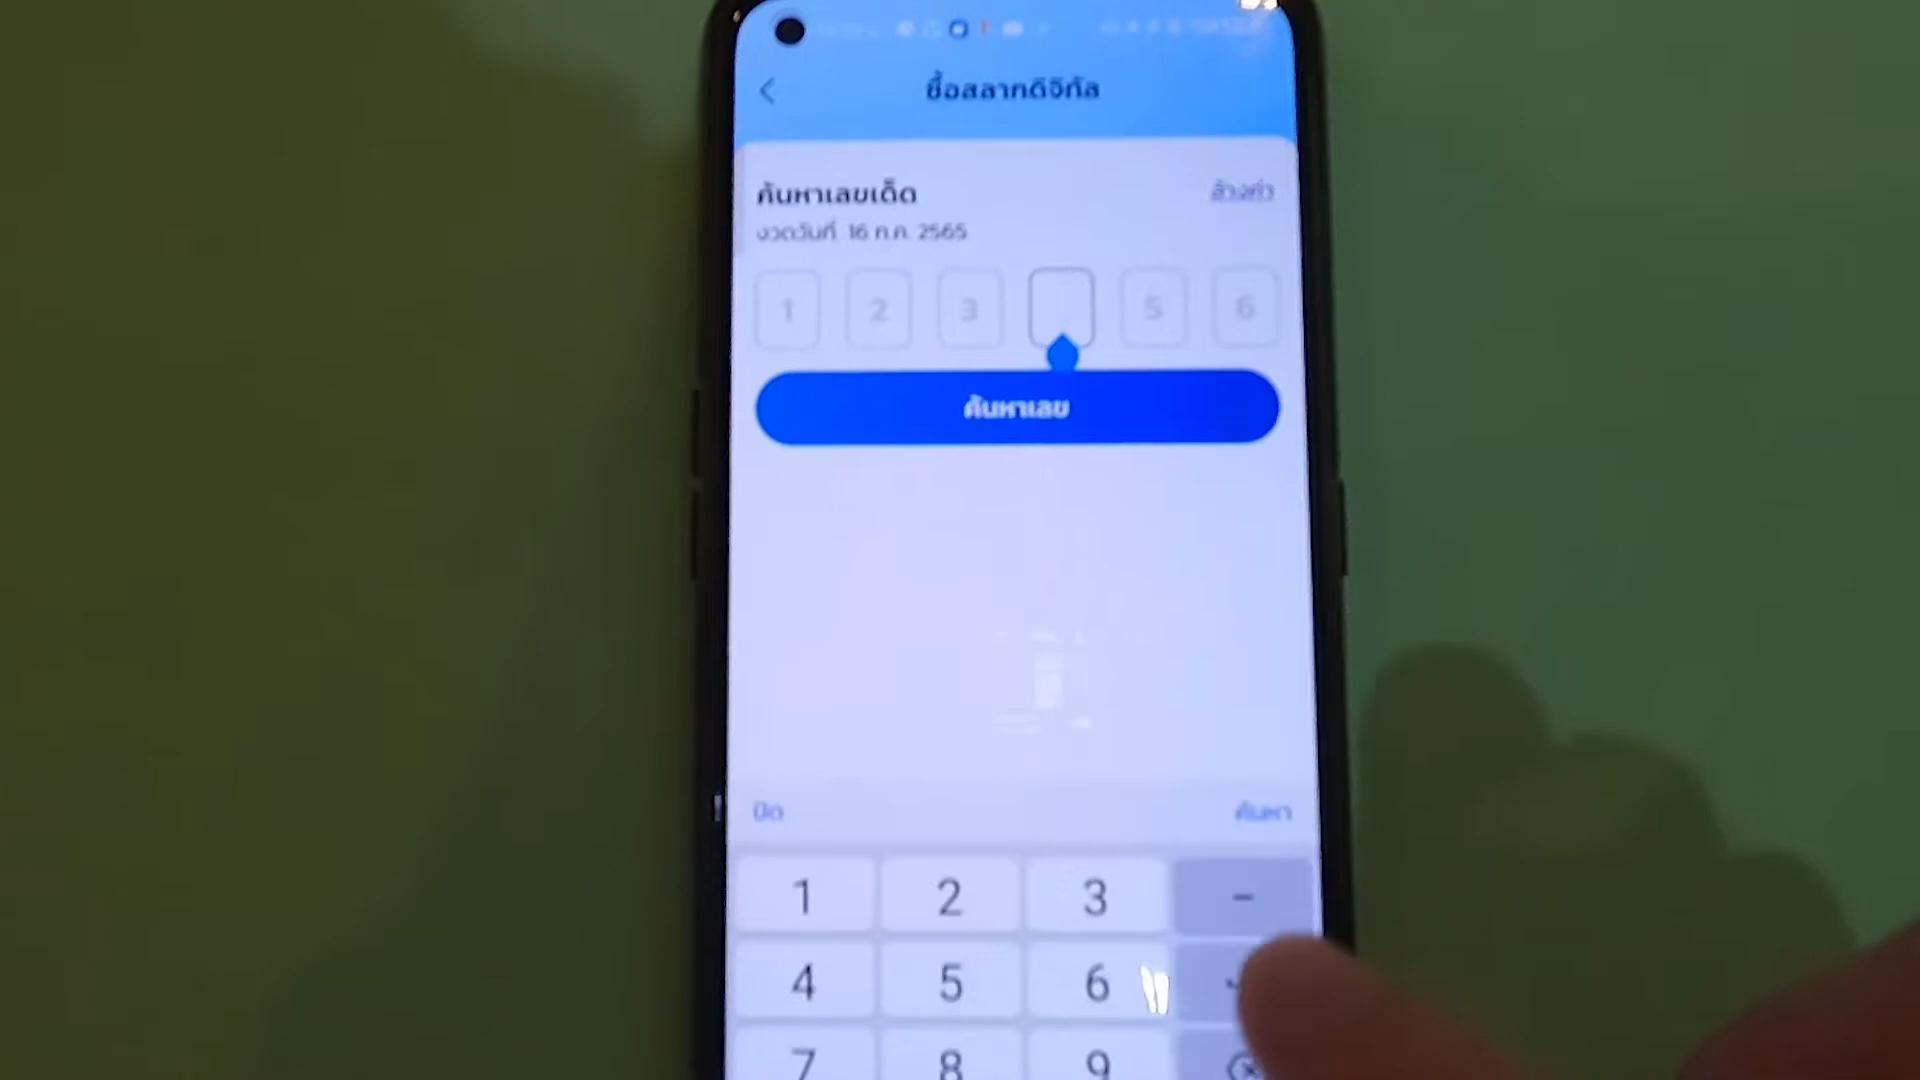 ซื้อสลากดิจิทัล
ค้นหาเลขเด็ด
ล้างค่า
งวดวันที่ 16 ก.ค. 2565
1 2 3 5 6
ค้นหาเลข
ปิด
ค้นหา
1 2 3 -
4 5 6
7 8 9